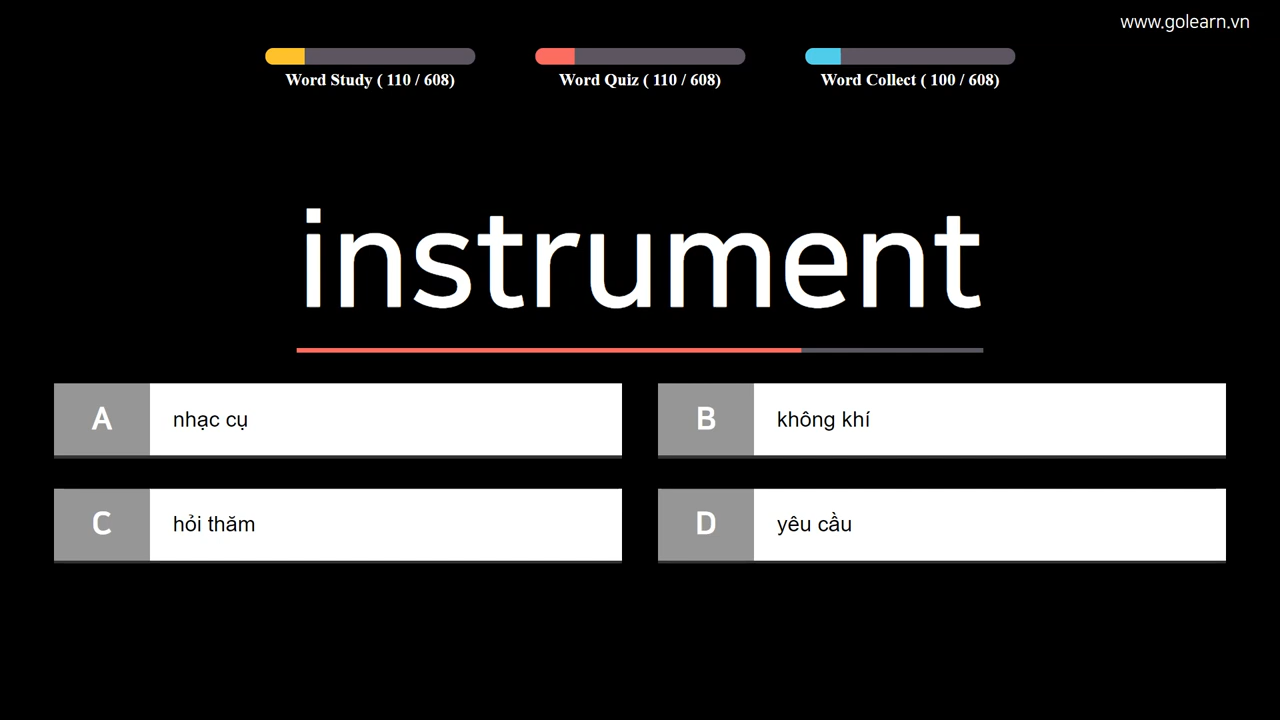 www.golearn.vn
Word Study ( 110 / 608)
Word Quiz ( 110 / 608)
Word Collect ( 100 / 608)
instrument
A nhạc cụ
B không khí
C hỏi thăm
D yêu cầu